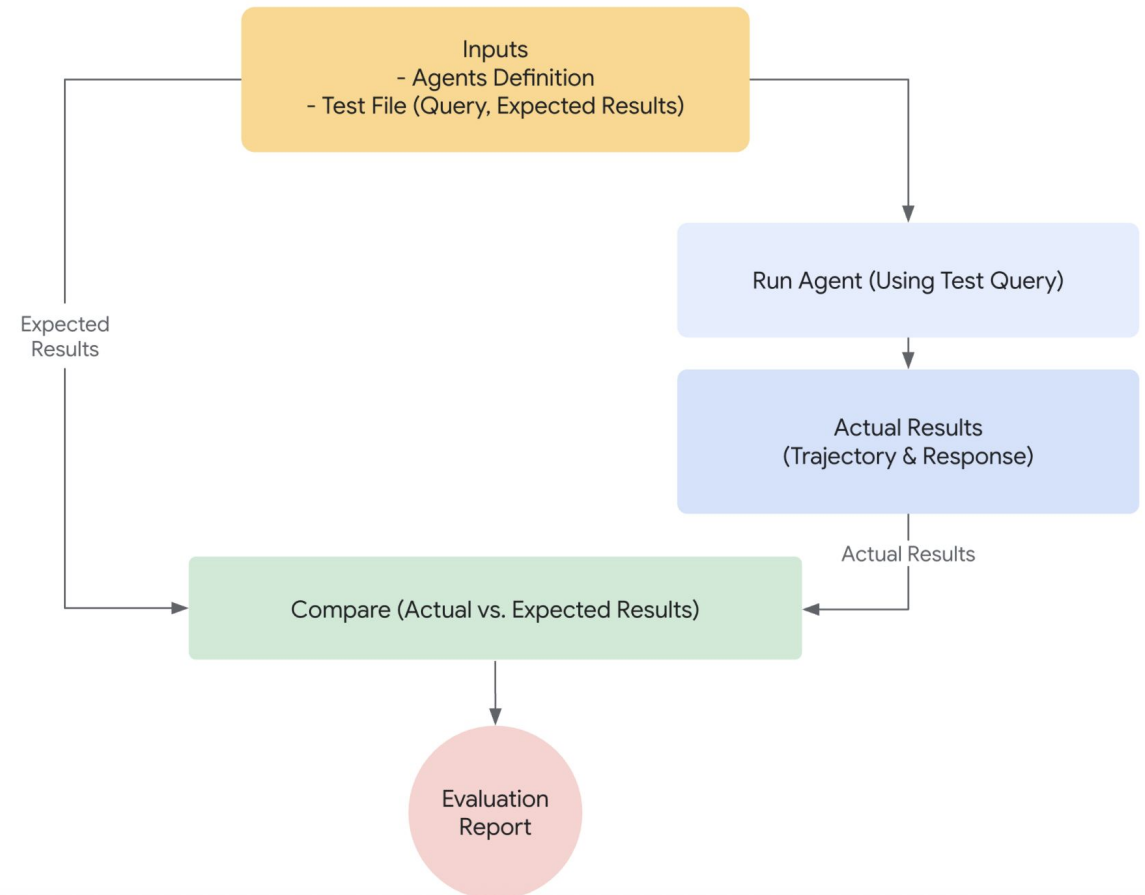 Inputs
- Agents Definition
- Test File (Query, Expected Results)
Run Agent (Using Test Query)
Expected
Results
Actual Results
(Trajectory & Response)
Actual Results
Compare (Actual vs. Expected Results)
Evaluation
Report